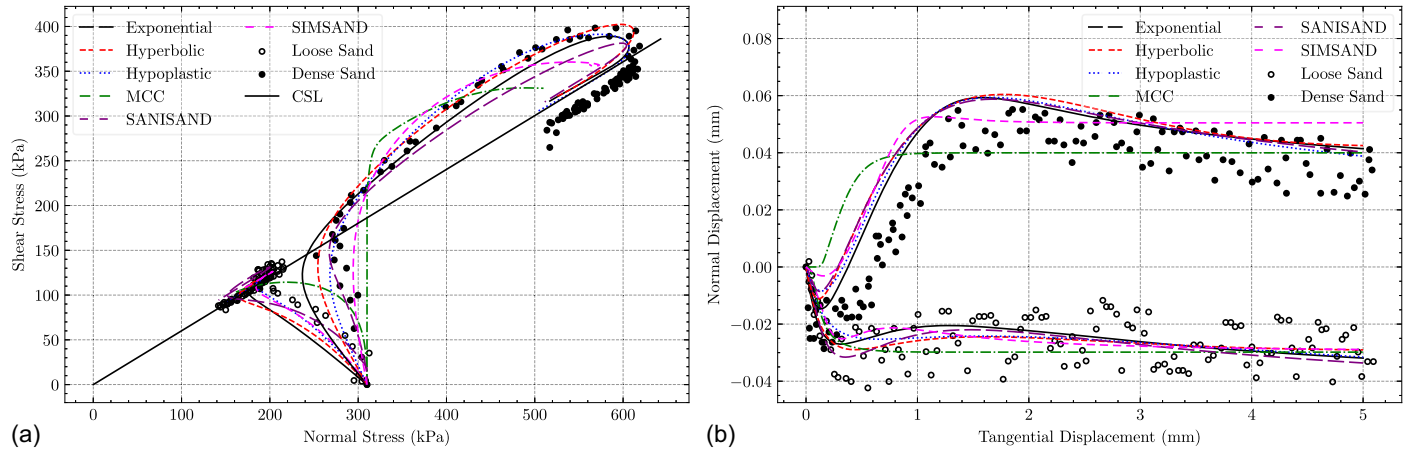 Exponential
Hyperbolic
Hypoplastic
MCC
SANISAND
SIMSAND
Loose Sand
Dense Sand
CSL
400
350
300
250
200
150
100
50
0
Shear Stress (kPa)
0
100
200
300
400
500
600
Normal Stress (kPa)
(a)
Exponential
Hyperbolic
Hypoplastic
MCC
SANISAND
SIMSAND
Loose Sand
Dense Sand
0.08
0.06
0.04
0.02
0.00
−0.02
−0.04
Normal Displacement (mm)
0
1
2
3
4
5
Tangential Displacement (mm)
(b)